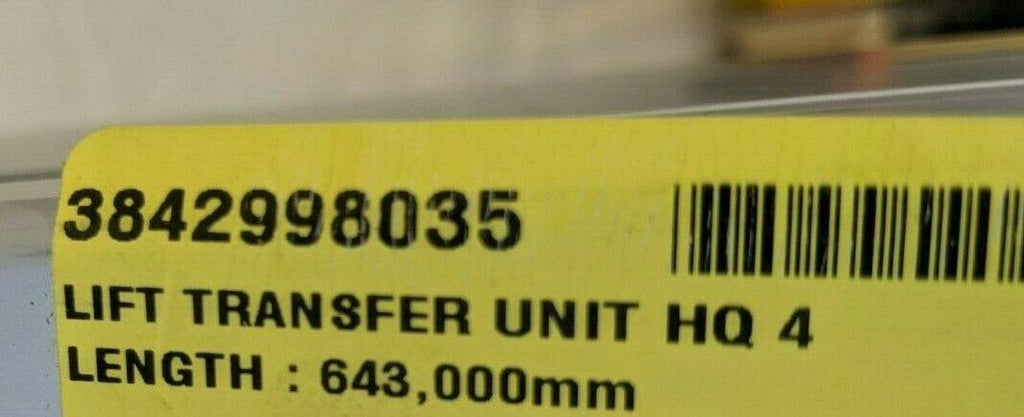 3842998035
LIFT TRANSFER UNIT HQ 4
LENGTH : 643,000mm